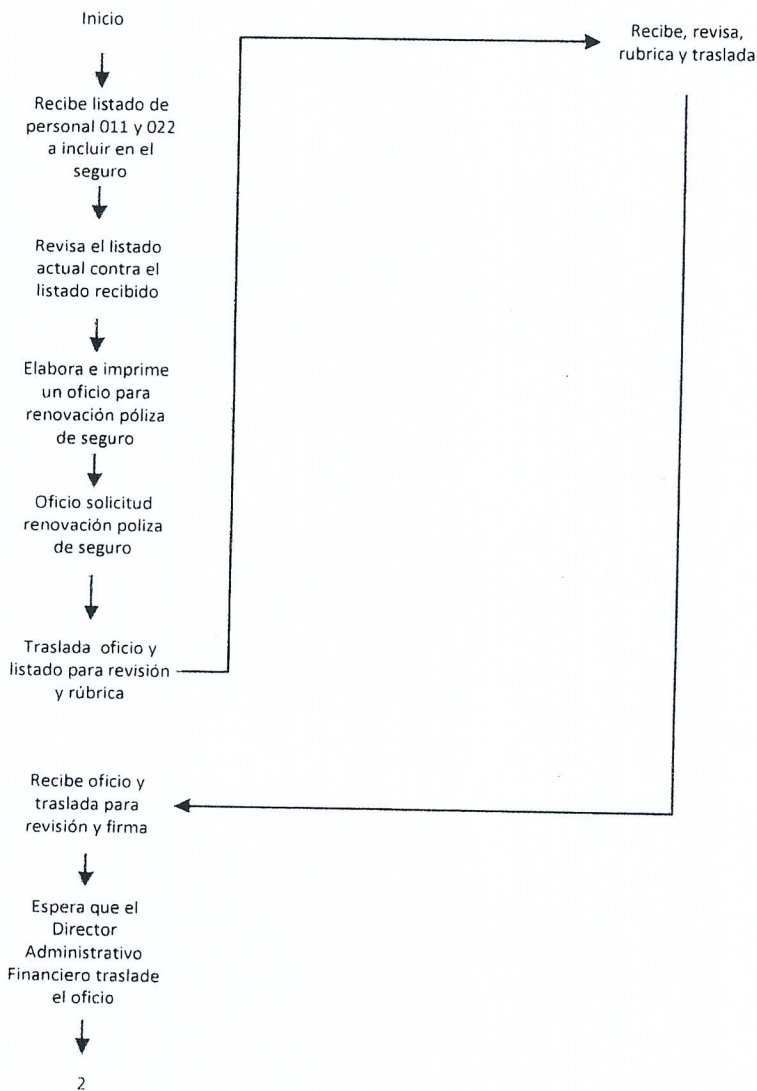 Inicio
Recibe listado de
personal 011 y 022
a incluir en el
seguro
Revisa el listado
actual contra el
listado recibido
Elabora e imprime
un oficio para
renovación póliza
de seguro
Oficio solicitud
renovación poliza
de seguro
Traslada oficio y
listado para revisión
y rúbrica
Recibe, revisa,
rubrica y traslada
Recibe oficio y
traslada para
revisión y firma
Espera que el
Director
Administrativo
Financiero traslade
el oficio
2